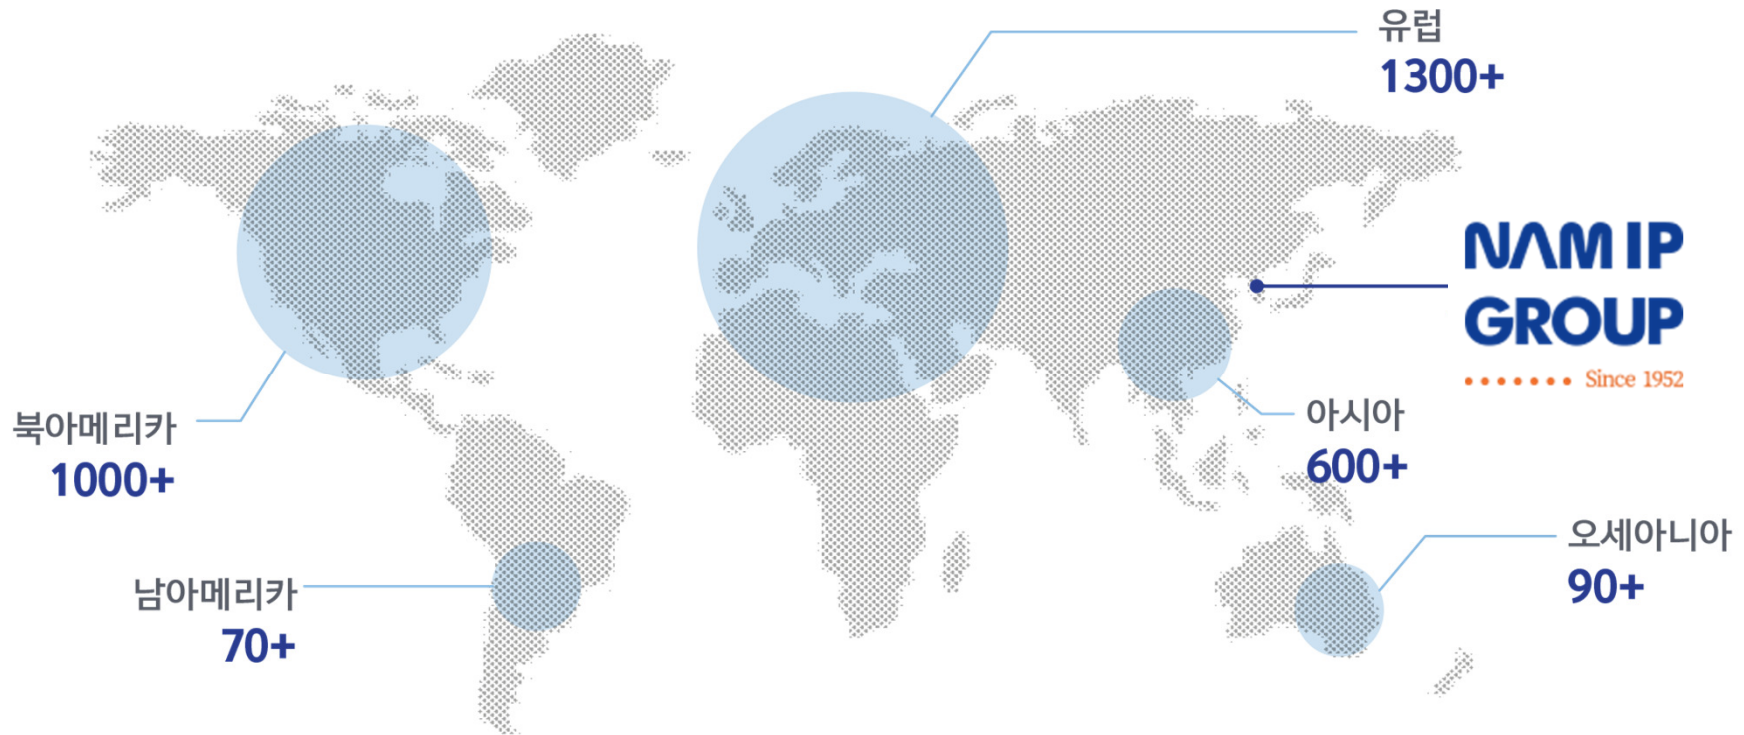 유럽
1300+
NAM IP
GROUP
Since 1952
북아메리카
1000+
아시아
600+
오세아니아
90+
남아메리카
70+